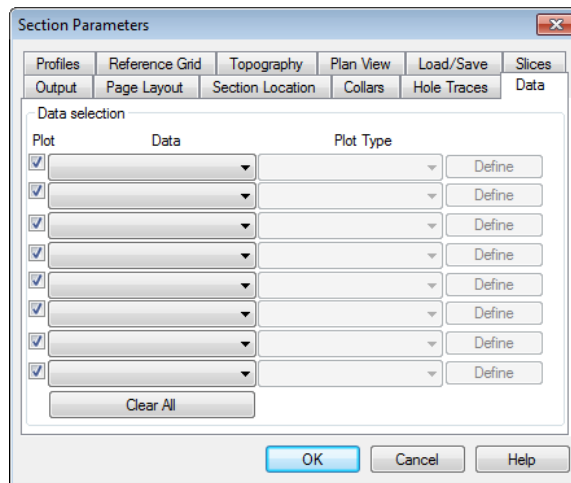 Section Parameters
Profiles Reference Grid Topography Plan View Load/Save Slices
Output Page Layout Section Location Collars Hole Traces Data
Data selection
Plot Data Plot Type
Define
Define
Define
Define
Define
Define
Define
Define
Clear All
OK Cancel Help